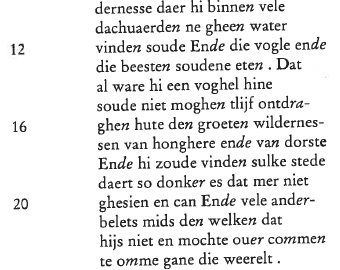 dernesse daer hi binnen vele
dachuaerden ne gheen water
12 vinden soude Ende die vogle ende
die beesten soudene eten . Dat
al ware hi een voghel hine
soude niet moghen tlijf ontdra-
16 ghen hute den groeten wildernes-
sen van honghere ende van dorste
Ende hi zoude vinden sulke stede
daert so donker es dat mer niet
20 ghesien en can Ende vele ander-
belets mids den welken dat
hijs niet en mochte ouer commen
te omme gane die weerelt .